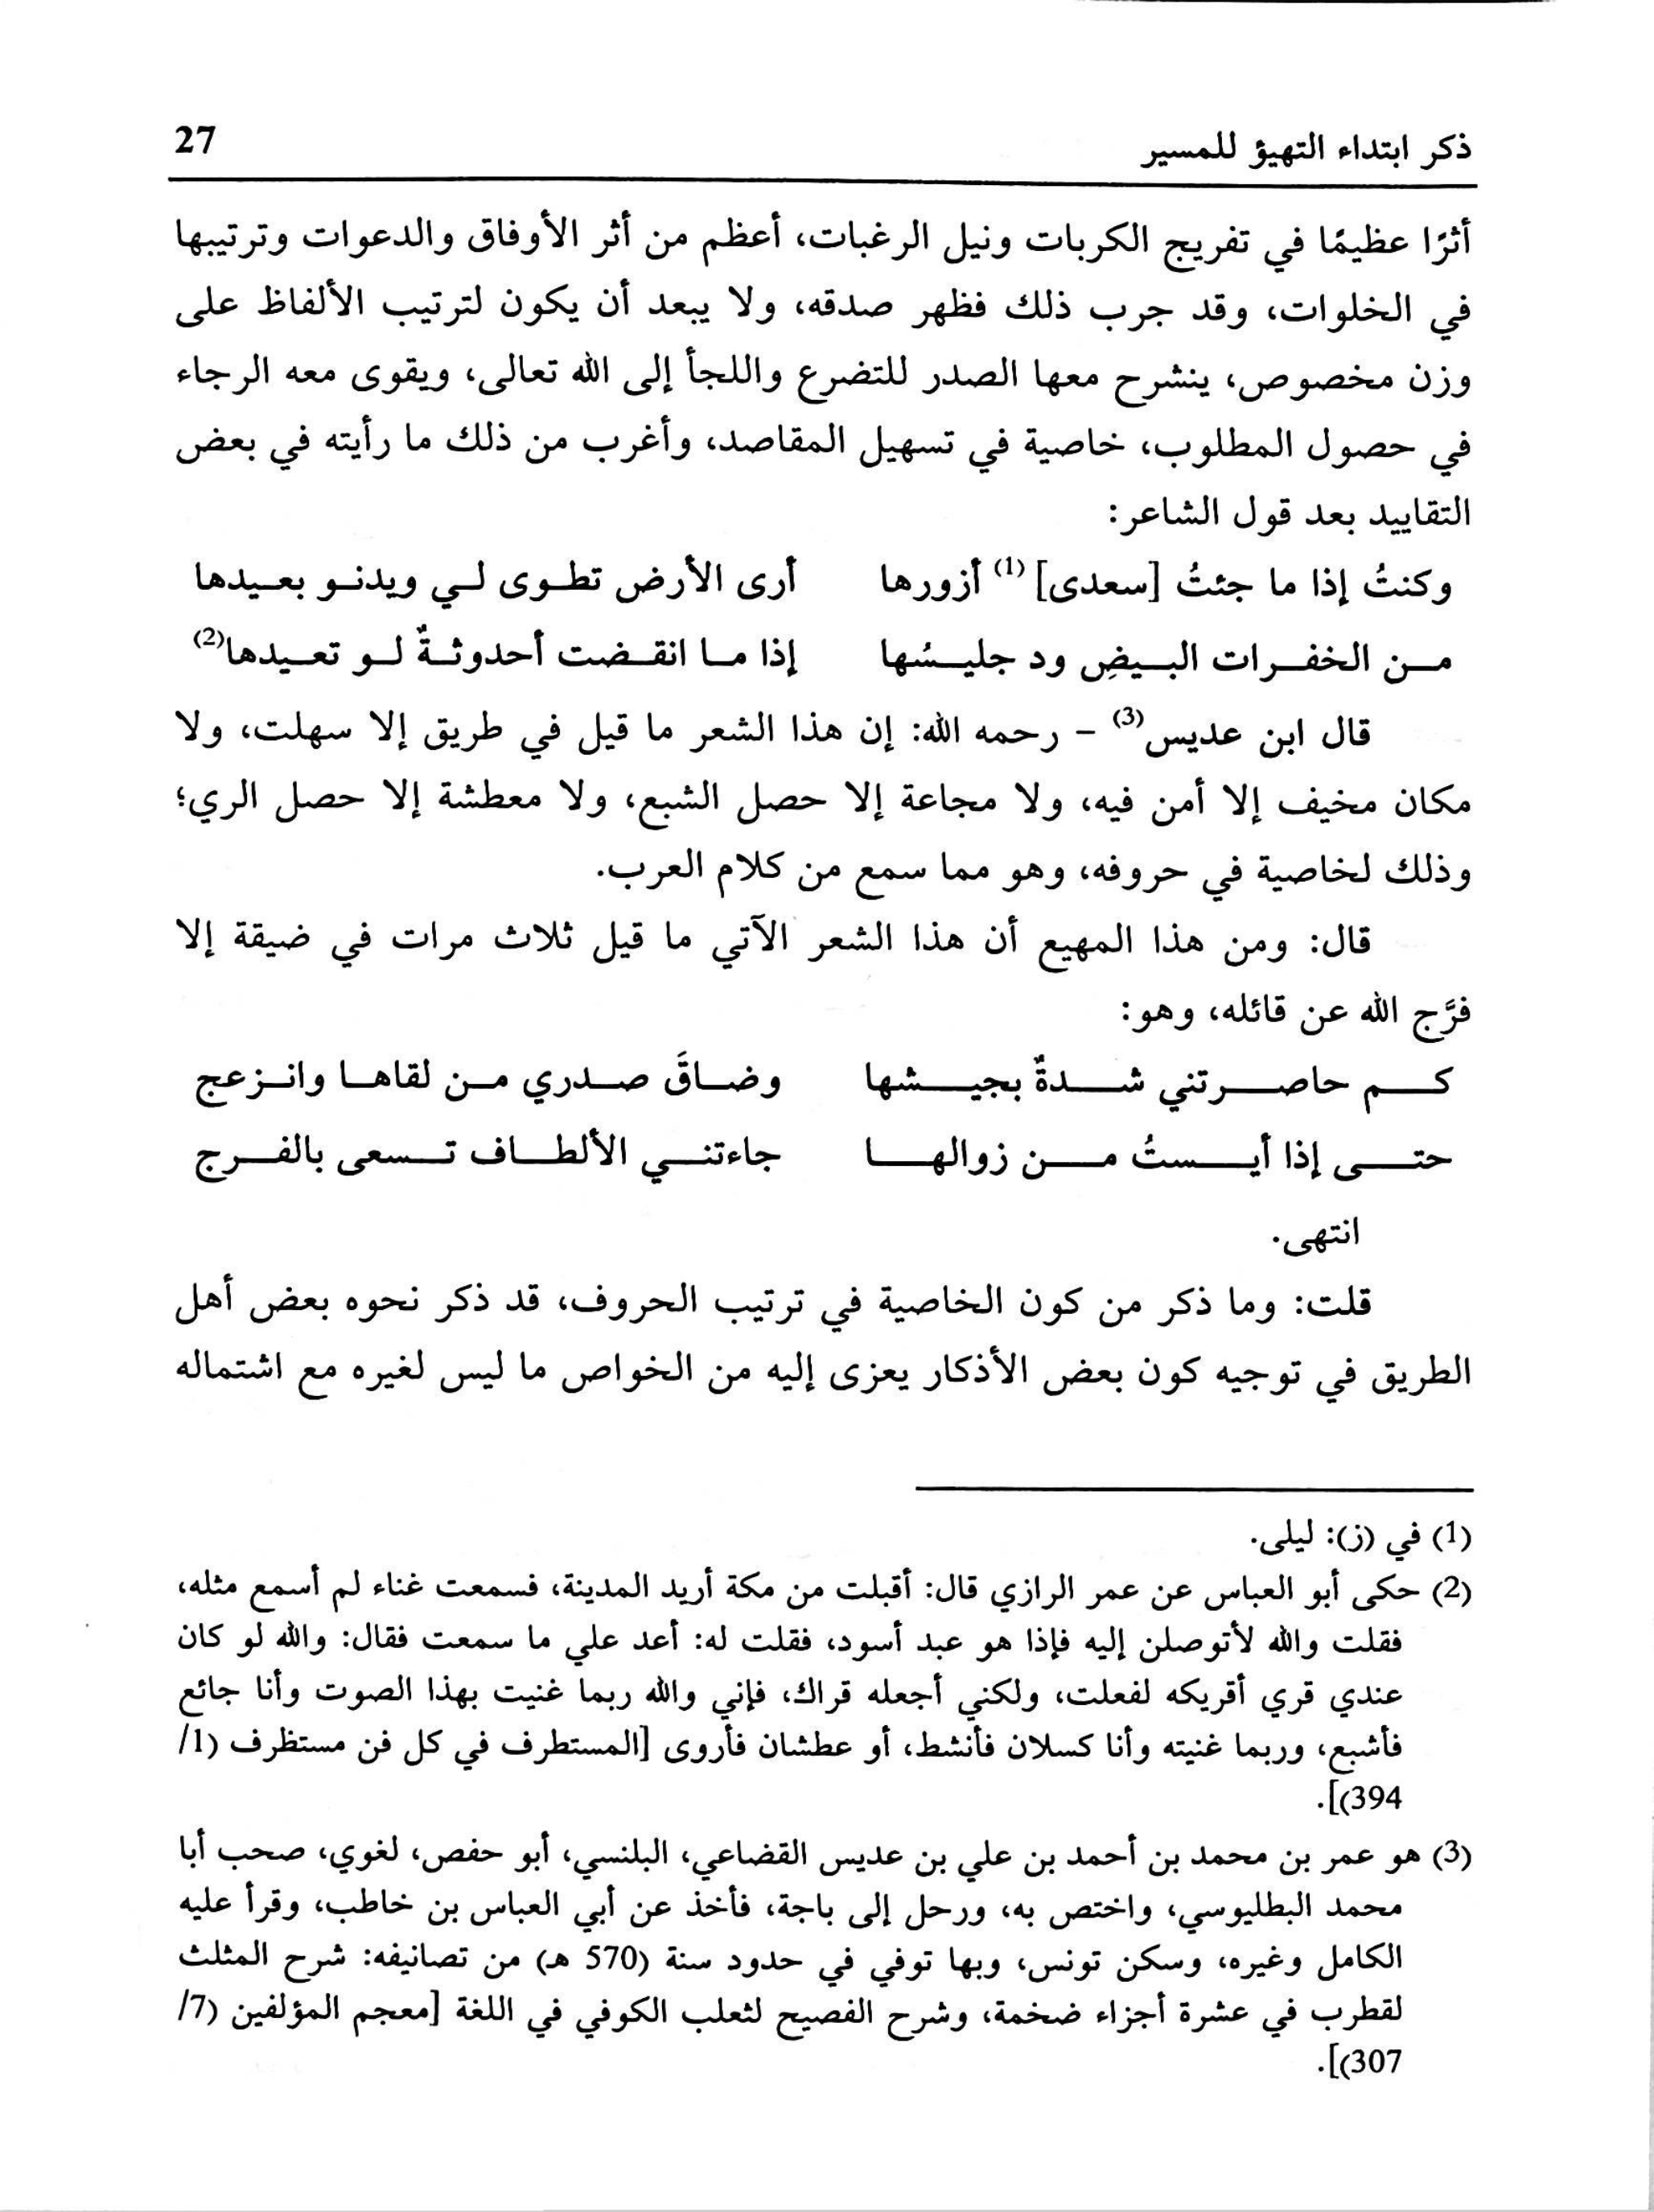 ذكر ابتداء التهيؤ للمسير 27
أثرًا عظيمًا في تفريج الكربات ونيل الرغبات، أعظم من أثر الأوفاق والدعوات وترتيبها
في الخلوات، وقد جرب ذلك فظهر صدقه، ولا يبعد أن يكون لترتيب الألفاظ على
وزن مخصوص، ينشرح معها الصدر للتضرع واللجأ إلى الله تعالى، ويقوى معه الرجاء
في حصول المطلوب، خاصية في تسهيل المقاصد، وأغرب من ذلك ما رأيته في بعض
التقاييد بعد قول الشاعر:
وكنتُ إذا ما جئتُ [سعدى] (1) أزورها أرى الأرض تطوى لي ويدنو بعيدها
من الخفرات البيضِ ود جليسُها إذا ما انقضت أحدوثةٌ لو تعيدها(2)
قال ابن عديس(3) – رحمه الله: إن هذا الشعر ما قيل في طريق إلا سهلت، ولا
مكان مخيف إلا أمن فيه، ولا مجاعة إلا حصل الشبع، ولا معطشة إلا حصل الري؛
وذلك لخاصية في حروفه، وهو مما سمع من كلام العرب.
قال: ومن هذا المهيع أن هذا الشعر الآتي ما قيل ثلاث مرات في ضيقة إلا
فرَّج الله عن قائله، وهو:
كم حاصرتني شدةٌ بجيشها وضاقَ صدري من لقاها وانزعج
حتى إذا أيستُ من زوالها جاءتني الألطاف تسعى بالفرج
انتهى.
قلت: وما ذكر من كون الخاصية في ترتيب الحروف، قد ذكر نحوه بعض أهل
الطريق في توجيه كون بعض الأذكار يعزى إليه من الخواص ما ليس لغيره مع اشتماله
(1) في (ز): ليلى.
(2) حكى أبو العباس عن عمر الرازي قال: أقبلت من مكة أريد المدينة، فسمعت غناء لم أسمع مثله،
فقلت والله لأتوصلن إليه فإذا هو عبد أسود، فقلت له: أعد علي ما سمعت فقال: والله لو كان
عندي قري أقريكه لفعلت، ولكني أجعله قراك، فإني والله ربما غنيت بهذا الصوت وأنا جائع
فأشبع، وربما غنيته وأنا كسلان فأنشط، أو عطشان فأروى [المستطرف في كل فن مستظرف (1/
394)].
(3) هو عمر بن محمد بن أحمد بن علي بن عديس القضاعي، البلنسي، أبو حفص، لغوي، صحب أبا
محمد البطليوسي، واختص به، ورحل إلى باجة، فأخذ عن أبي العباس بن خاطب، وقرأ عليه
الكامل وغيره، وسكن تونس، وبها توفي في حدود سنة (570 هـ) من تصانيفه: شرح المثلث
لقطرب في عشرة أجزاء ضخمة، وشرح الفصيح لثعلب الكوفي في اللغة [معجم المؤلفين (7/
307)].